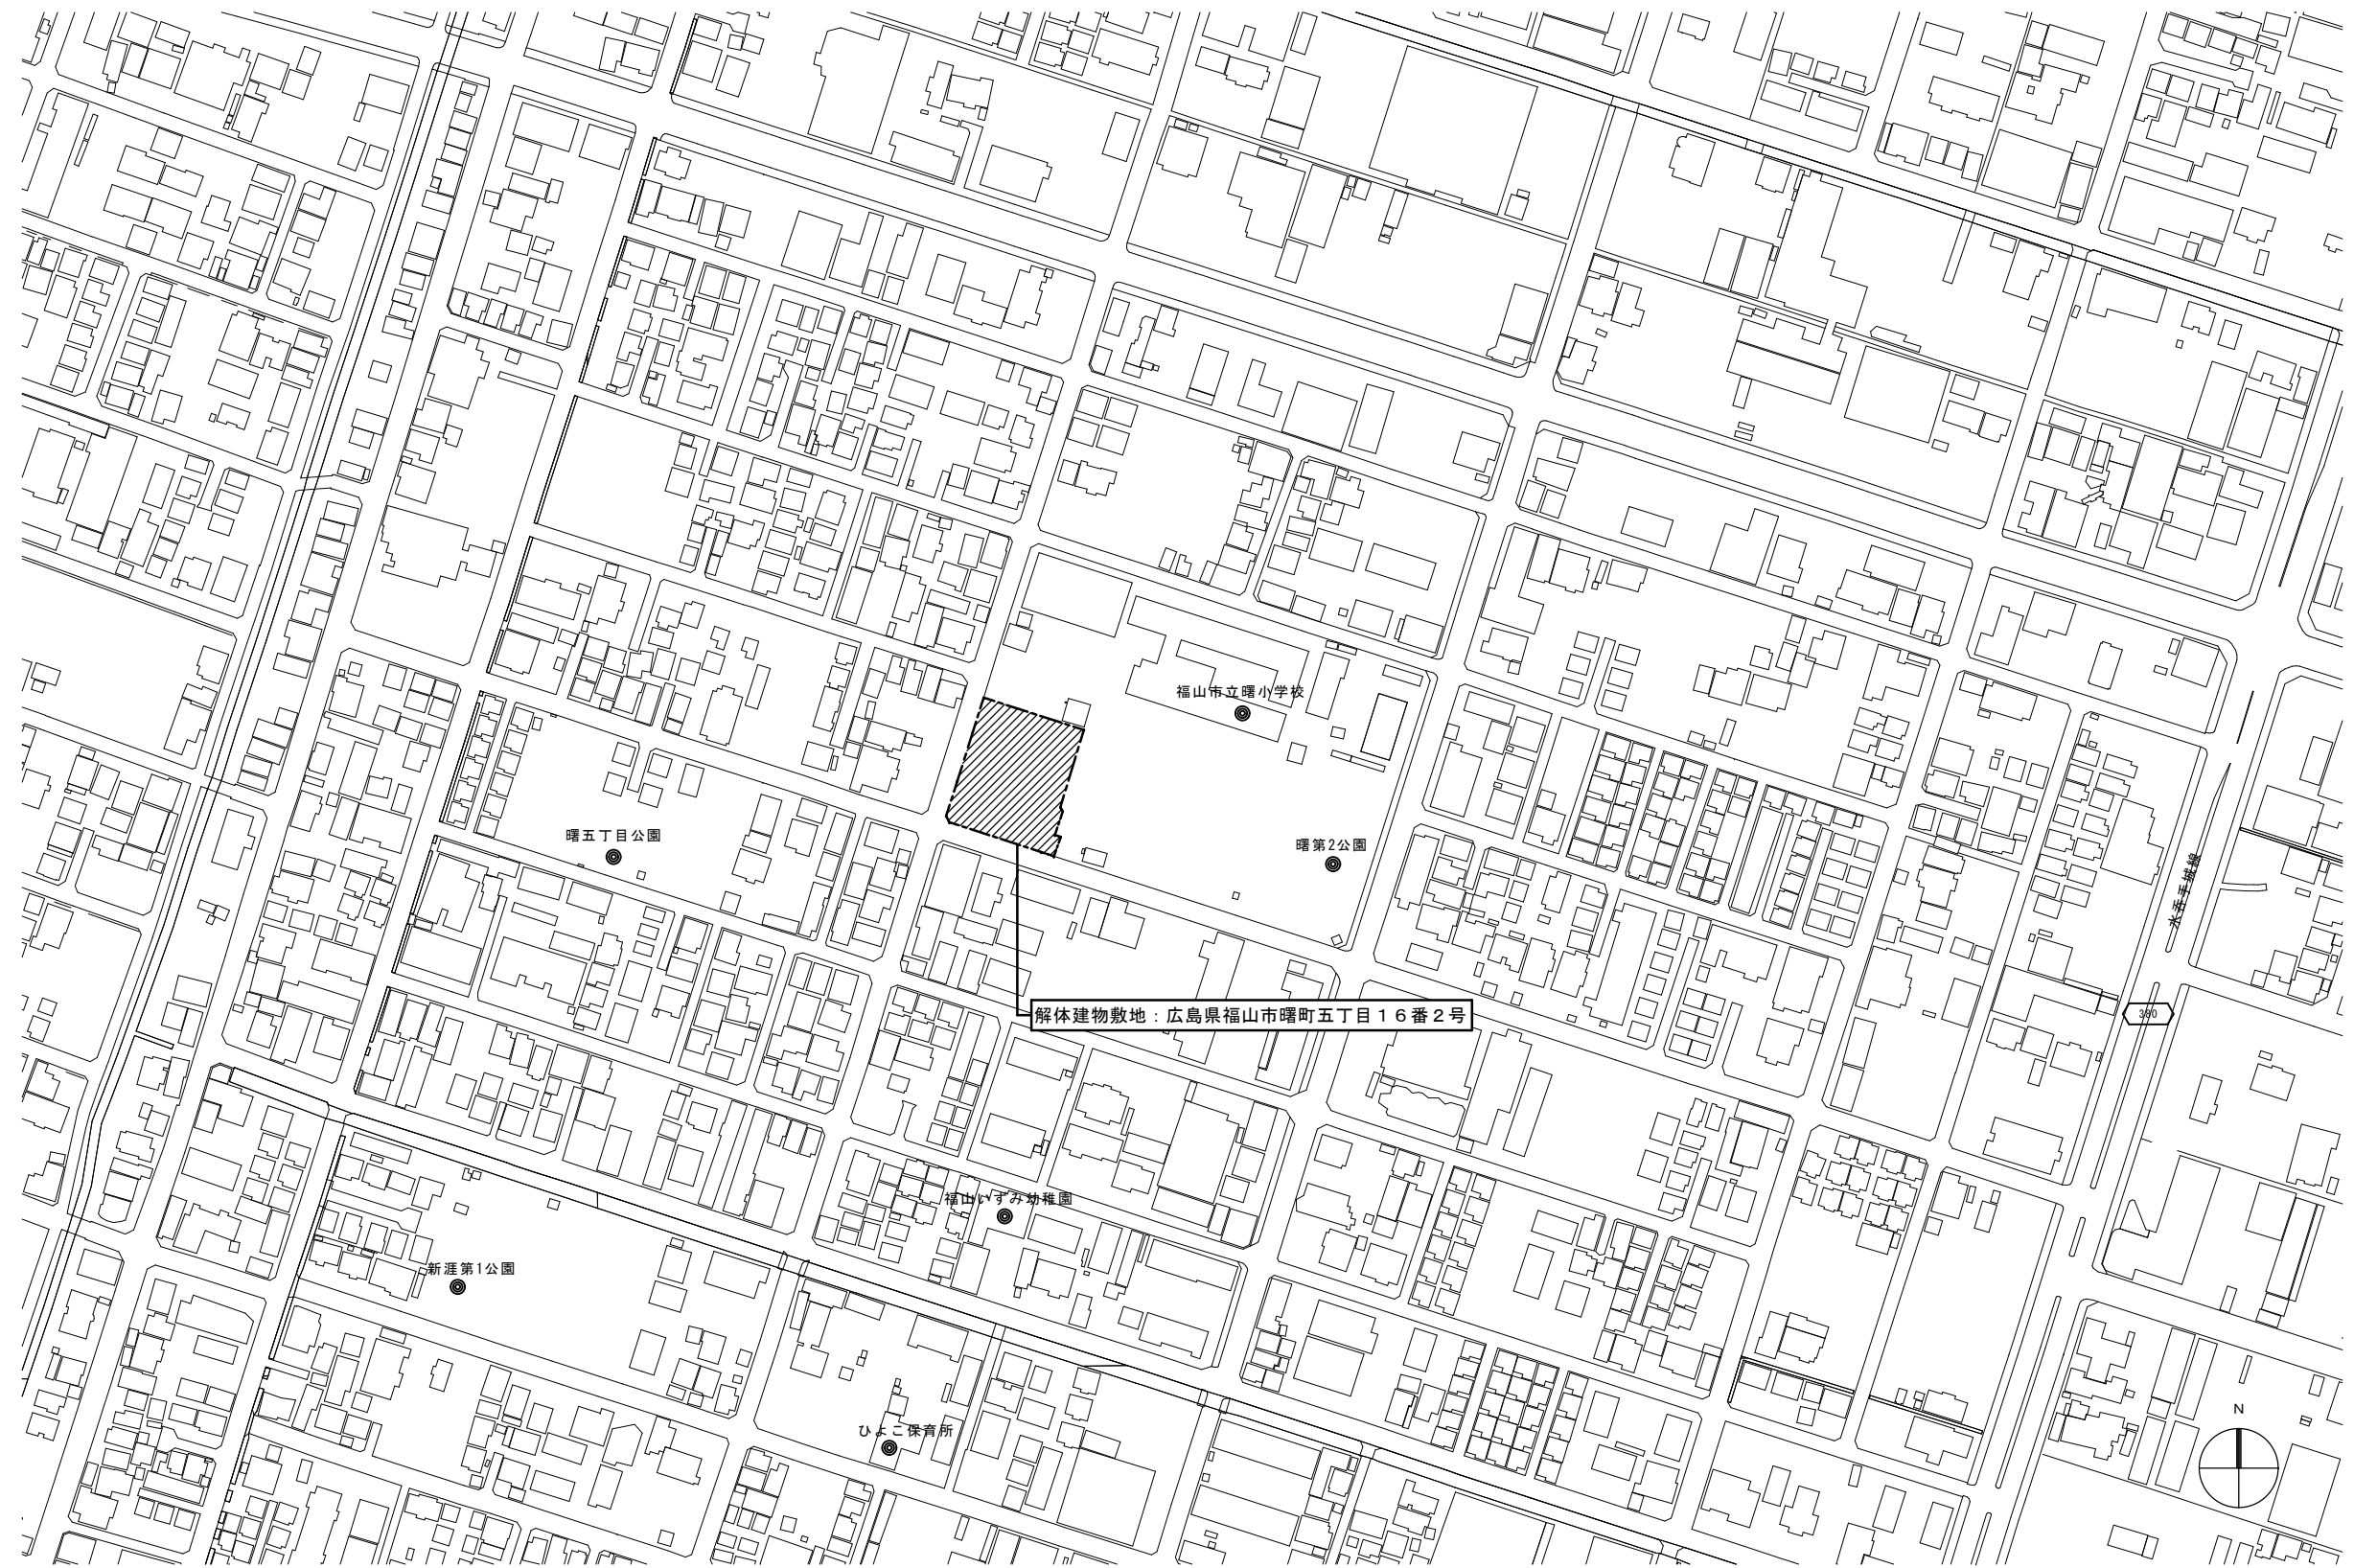 福山市立曙小学校
曙五丁目公園
曙第2公園
水呑手城線
解体建物敷地：広島県福山市曙町五丁目１６番２号
380
福山いずみ幼稚園
新涯第1公園
N
ひよこ保育所